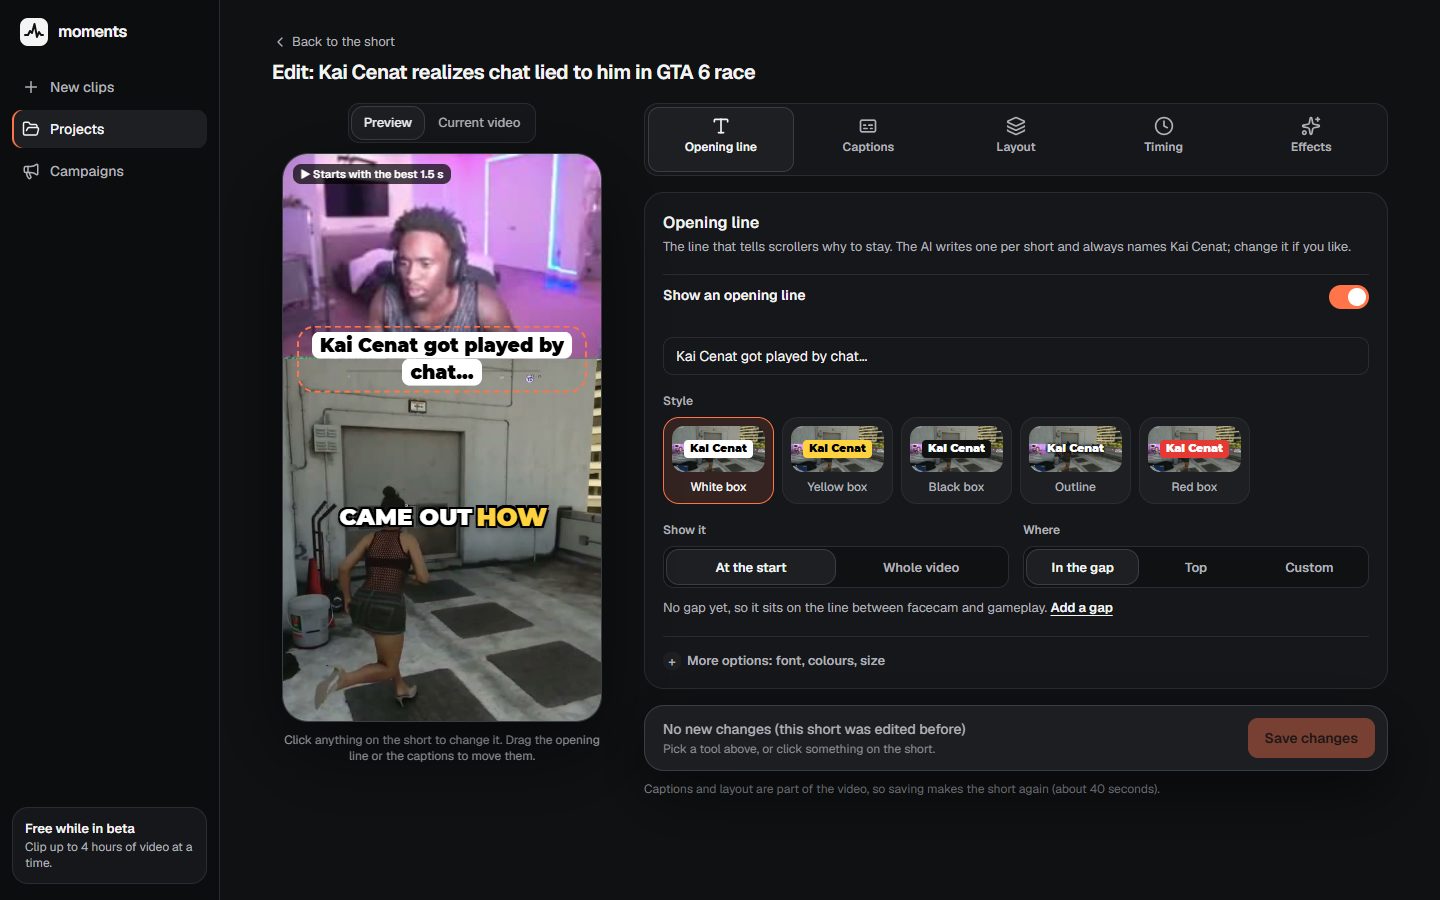 moments
New clips
Projects
Campaigns
Free while in beta
Clip up to 4 hours of video at a
time.
Back to the short
Edit: Kai Cenat realizes chat lied to him in GTA 6 race
Preview
Current video
▶ Starts with the best 1.5 s
Kai Cenat got played by
chat...
CAME OUT HOW
Click anything on the short to change it. Drag the opening
line or the captions to move them.
Opening line
Captions
Layout
Timing
Effects
Opening line
The line that tells scrollers why to stay. The AI writes one per short and always names Kai Cenat; change it if you like.
Show an opening line
Kai Cenat got played by chat...
Style
Kai Cenat
White box
Kai Cenat
Yellow box
Kai Cenat
Black box
Kai Cenat
Outline
Kai Cenat
Red box
Show it
At the start
Whole video
Where
In the gap
Top
Custom
No gap yet, so it sits on the line between facecam and gameplay. Add a gap
+ More options: font, colours, size
No new changes (this short was edited before)
Pick a tool above, or click something on the short.
Save changes
Captions and layout are part of the video, so saving makes the short again (about 40 seconds).